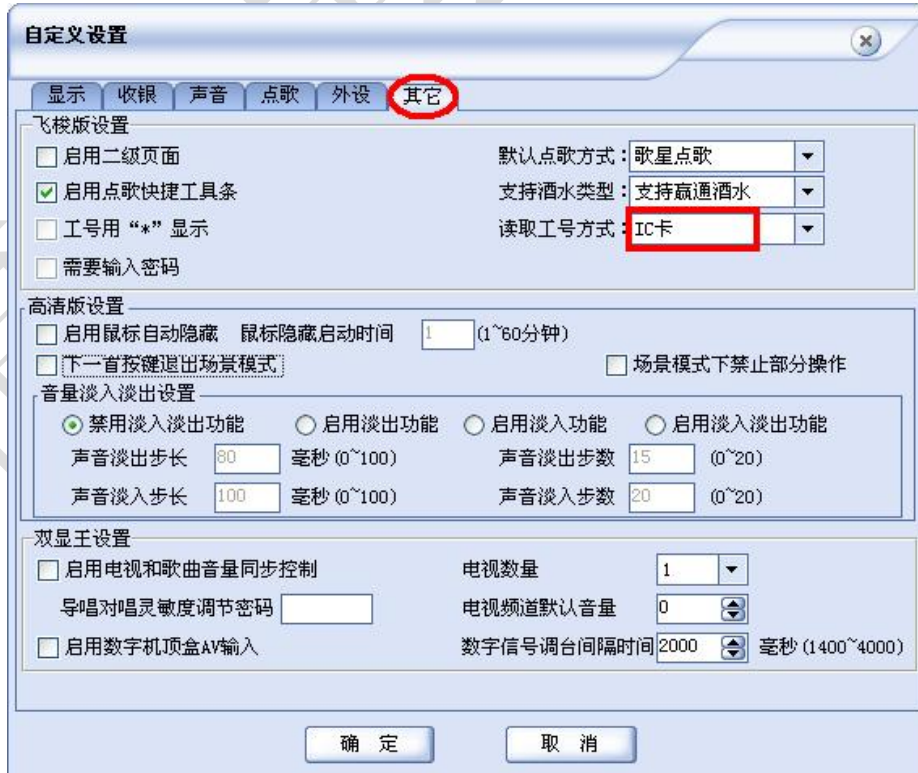 自定义设置
显示 收银 声音 点歌 外设 其它
飞梭版设置
启用二级页面 默认点歌方式：歌星点歌
启用点歌快捷工具条 支持酒水类型：支持赢通酒水
工号用“*”显示 读取工号方式：IC卡
需要输入密码
高清版设置
启用鼠标自动隐藏 鼠标隐藏启动时间 1 (1~60分钟)
下一首按键退出场景模式 场景模式下禁止部分操作
音量淡入淡出设置
禁用淡入淡出功能 启用淡出功能 启用淡入功能 启用淡入淡出功能
声音淡出步长 80 毫秒(0~100) 声音淡出步数 15 (0~20)
声音淡入步长 100 毫秒(0~100) 声音淡入步数 20 (0~20)
双显王设置
启用电视和歌曲音量同步控制 电视数量 1
导唱对唱灵敏度调节密码 电视频道默认音量 0
启用数字机顶盒AV输入 数字信号调台间隔时间 2000 毫秒(1400~4000)
确 定 取 消